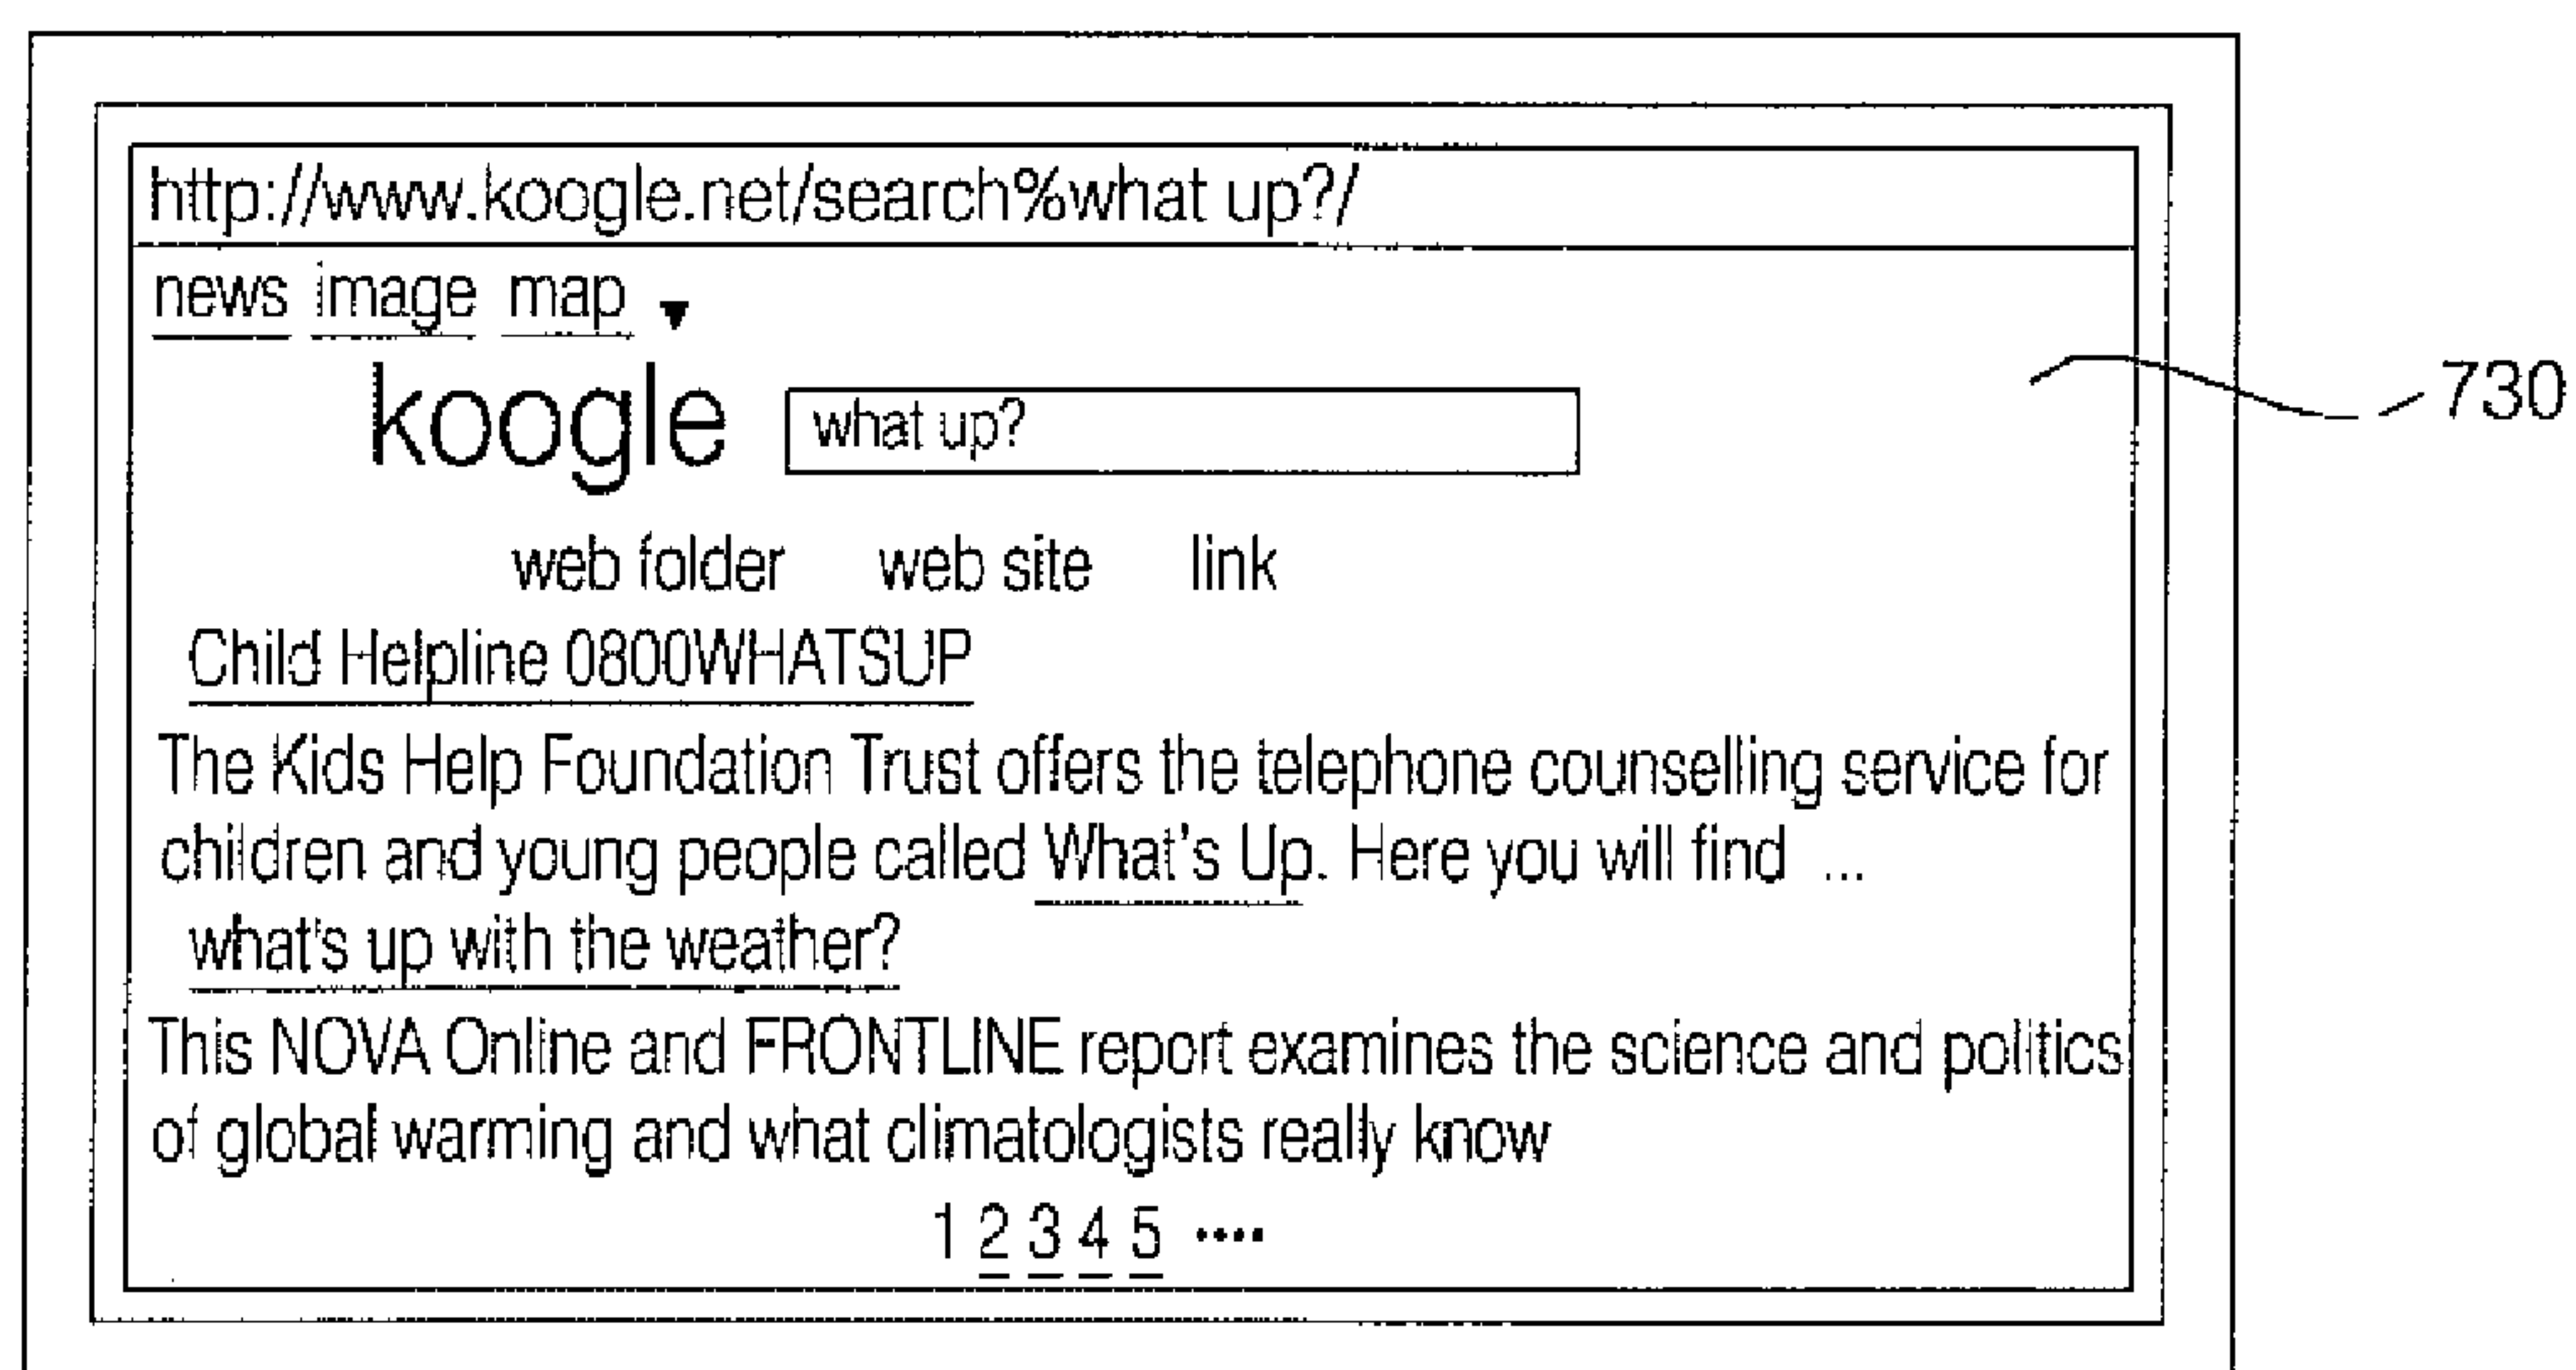 http://www.koogle.net/search%what up?/
news image map ▼
koogle what up?
730
web folder web site link
Child Helpline 0800WHATSUP
The Kids Help Foundation Trust offers the telephone counselling service for
children and young people called What's Up. Here you will find ...
what's up with the weather?
This NOVA Online and FRONTLINE report examines the science and politics
of global warming and what climatologists really know
1 2 3 4 5 ····